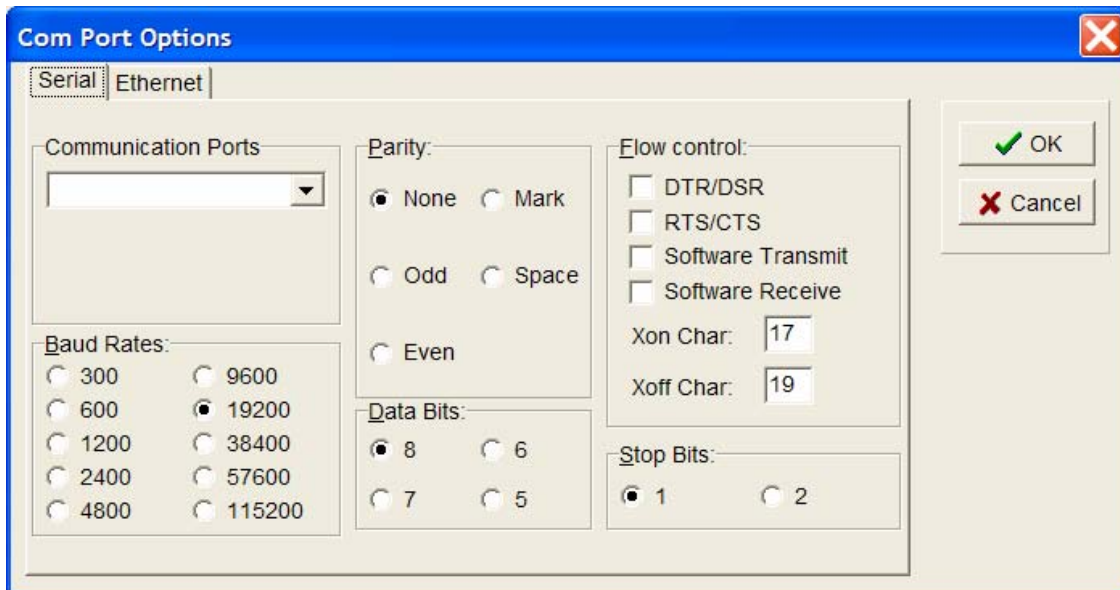 Com Port Options
Serial Ethernet
Communication Ports
Baud Rates:
300 9600
600 19200
1200 38400
2400 57600
4800 115200
Parity:
None Mark
Odd Space
Even
Data Bits:
8 6
7 5
Flow control:
DTR/DSR
RTS/CTS
Software Transmit
Software Receive
Xon Char: 17
Xoff Char: 19
Stop Bits:
1 2
OK
Cancel